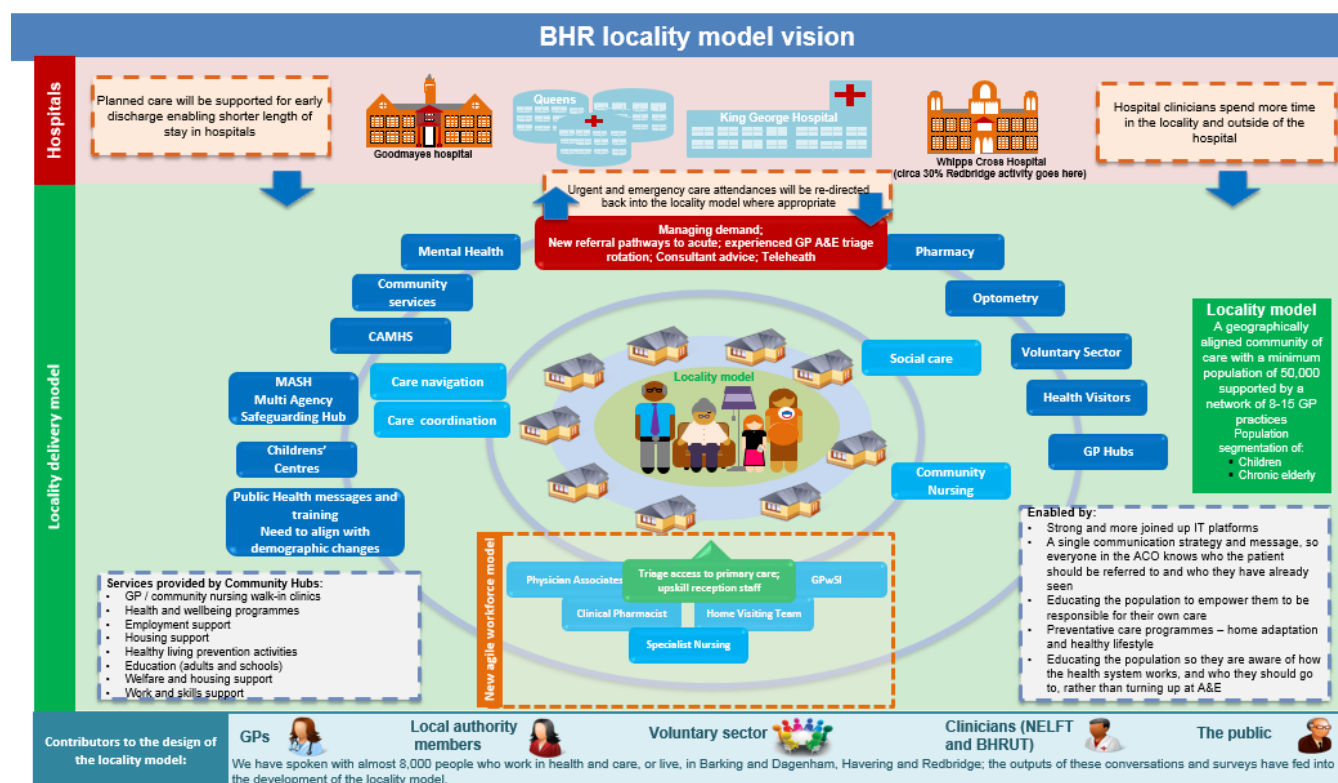 BHR locality model vision
Hospitals
Planned care will be supported for early
discharge enabling shorter length of
stay in hospitals
Goodmayes hospital
Queens
King George Hospital
Whipps Cross Hospital
(circa 30% Redbridge activity goes here)
Hospital clinicians spend more time
in the locality and outside of the
hospital
Urgent and emergency care attendances will be re-directed
back into the locality model where appropriate
Locality delivery model
Managing demand;
New referral pathways to acute; experienced GP A&E triage
rotation; Consultant advice; Teleheath
Mental Health
Community
services
CAMHS
MASH
Multi Agency
Safeguarding Hub
Childrens'
Centres
Public Health messages and
training
Need to align with
demographic changes
Care navigation
Care coordination
Locality model
Social care
Community
Nursing
Pharmacy
Optometry
Voluntary Sector
Health Visitors
GP Hubs
Locality model
A geographically
aligned community of
care with a minimum
population of 50,000
supported by a
network of 8-15 GP
practices
Population
segmentation of:
▪ Children
▪ Chronic elderly
Services provided by Community Hubs:
• GP / community nursing walk-in clinics
• Health and wellbeing programmes
• Employment support
• Housing support
• Healthy living prevention activities
• Education (adults and schools)
• Welfare and housing support
• Work and skills support
New agile workforce model
Triage access to primary care;
upskill reception staff
Physician Associates
GPwSI
Clinical Pharmacist
Home Visiting Team
Specialist Nursing
Enabled by:
• Strong and more joined up IT platforms
• A single communication strategy and message, so
everyone in the ACO knows who the patient
should be referred to and who they have already
seen
• Educating the population to empower them to be
responsible for their own care
• Preventative care programmes – home adaptation
and healthy lifestyle
• Educating the population so they are aware of how
the health system works, and who they should go
to, rather than turning up at A&E
Contributors to the design of
the locality model:
GPs
Local authority
members
Voluntary sector
Clinicians (NELFT
and BHRUT)
The public
We have spoken with almost 8,000 people who work in health and care, or live, in Barking and Dagenham, Havering and Redbridge; the outputs of these conversations and surveys have fed into
the development of the locality model.